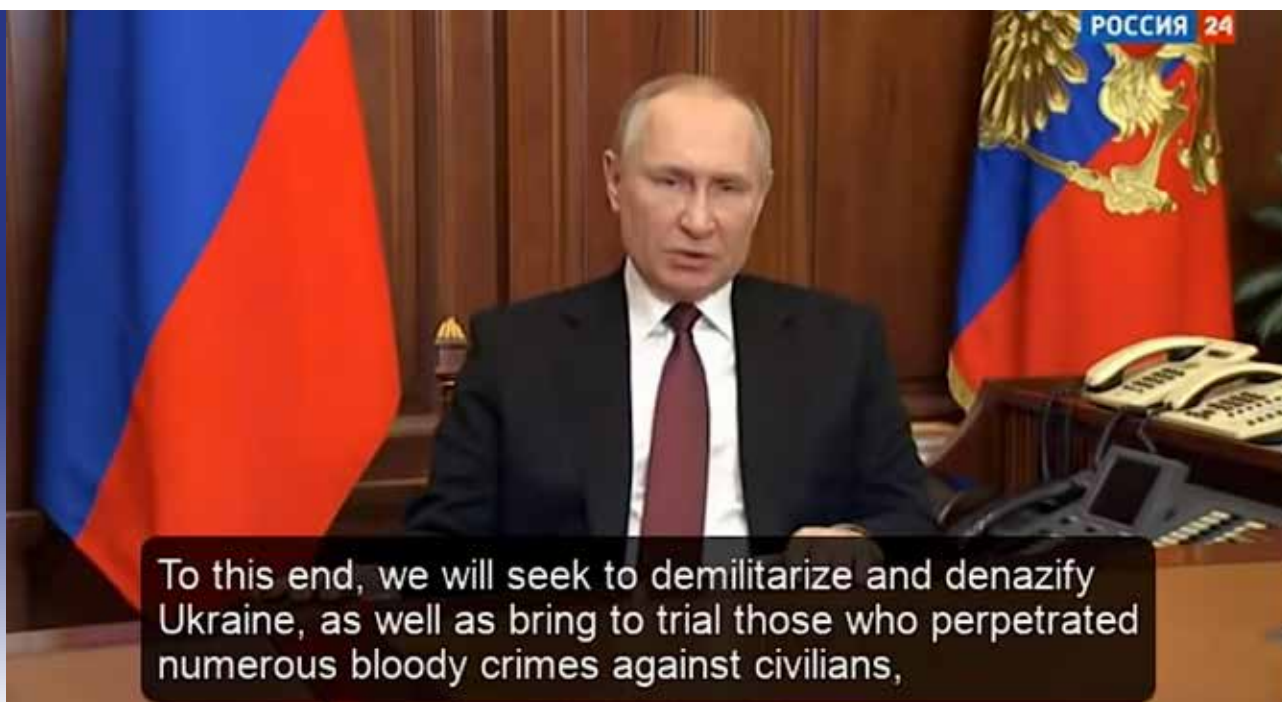 РОССИЯ 24
To this end, we will seek to demilitarize and denazify
Ukraine, as well as bring to trial those who perpetrated
numerous bloody crimes against civilians,